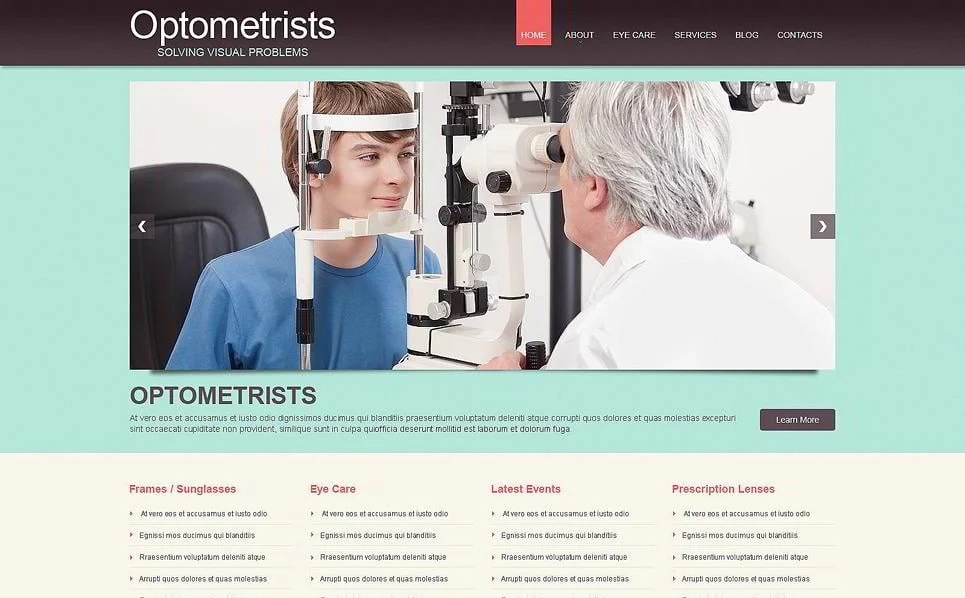 Optometrists
SOLVING VISUAL PROBLEMS
HOME ABOUT EYE CARE SERVICES BLOG CONTACTS
OPTOMETRISTS
At vero eos et accusamus et iusto odio dignissimos ducimus qui blanditiis praesentium voluptatum deleniti atque corrupti quos dolores et quas molestias excepturi
sint occaecati cupiditate non provident, similique sunt in culpa quiofficia deserunt mollitid est laborum et dolorum fuga.
Learn More
Frames / Sunglasses
At vero eos et accusamus et iusto odio
Egnissi mos ducimus qui blanditiis
Rraesentium voluptatum deleniti atque
Arrupti quos dolores et quas molestias
Eye Care
At vero eos et accusamus et iusto odio
Egnissi mos ducimus qui blanditiis
Rraesentium voluptatum deleniti atque
Arrupti quos dolores et quas molestias
Latest Events
At vero eos et accusamus et iusto odio
Egnissi mos ducimus qui blanditiis
Rraesentium voluptatum deleniti atque
Arrupti quos dolores et quas molestias
Prescription Lenses
At vero eos et accusamus et iusto odio
Egnissi mos ducimus qui blanditiis
Rraesentium voluptatum deleniti atque
Arrupti quos dolores et quas molestias